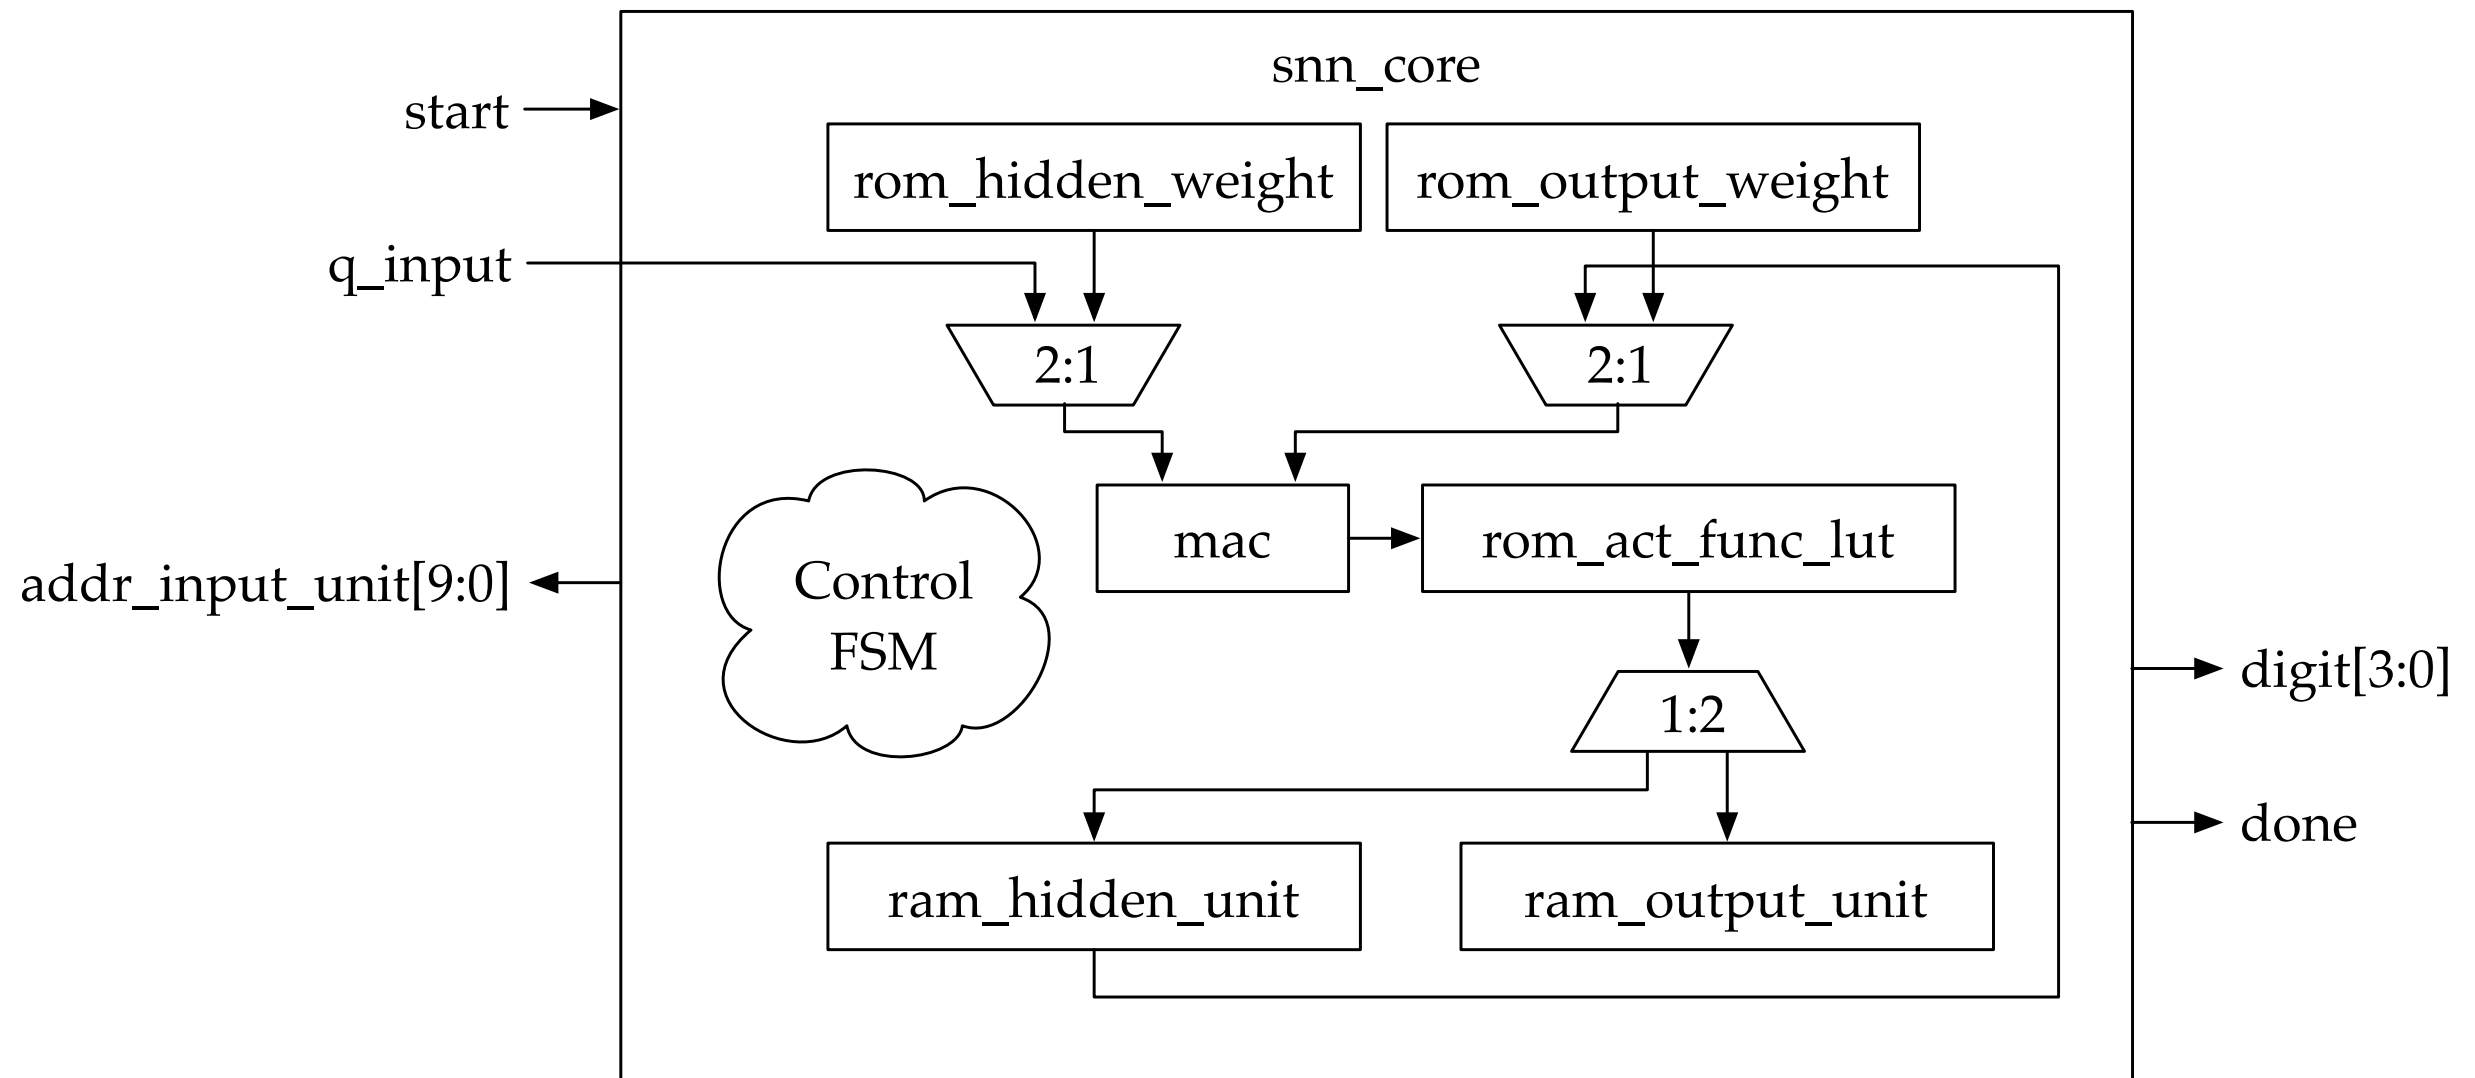 snn_core
start
rom_hidden_weight
rom_output_weight
q_input
2:1
2:1
mac
rom_act_func_lut
Control
FSM
addr_input_unit[9:0]
1:2
digit[3:0]
done
ram_hidden_unit
ram_output_unit